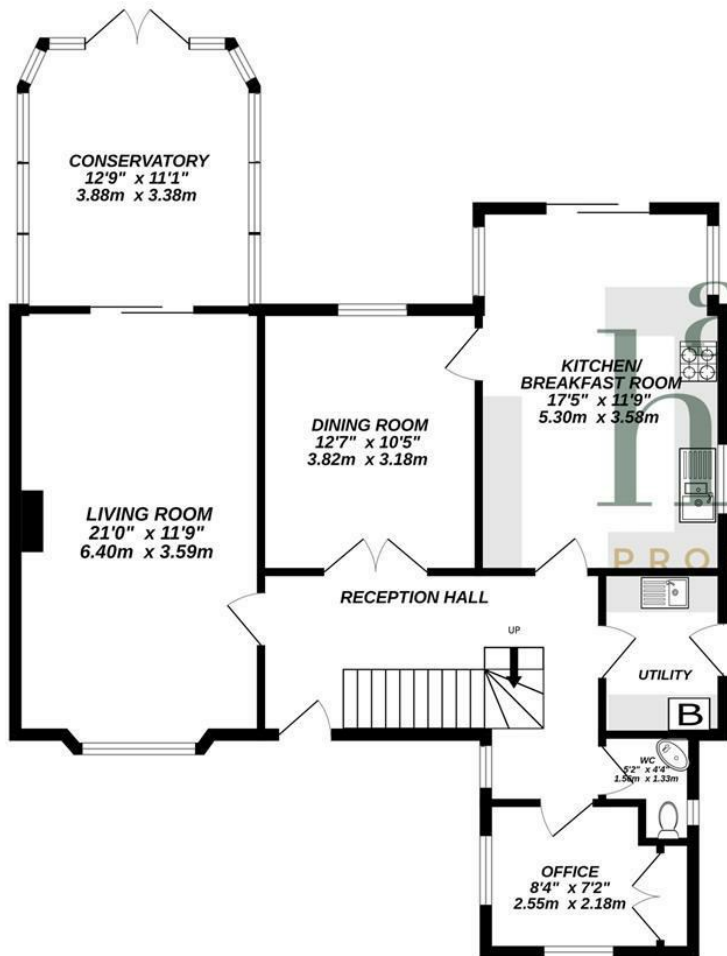 CONSERVATORY
12'9" x 11'1"
3.88m x 3.38m
KITCHEN/
BREAKFAST ROOM
17'5" x 11'9"
5.30m x 3.58m
DINING ROOM
12'7" x 10'5"
3.82m x 3.18m
LIVING ROOM
21'0" x 11'9"
6.40m x 3.59m
ha
PRO
RECEPTION HALL
UP
UTILITY
B
WC
5'2" x 4'4"
1.56m x 1.33m
OFFICE
8'4" x 7'2"
2.55m x 2.18m